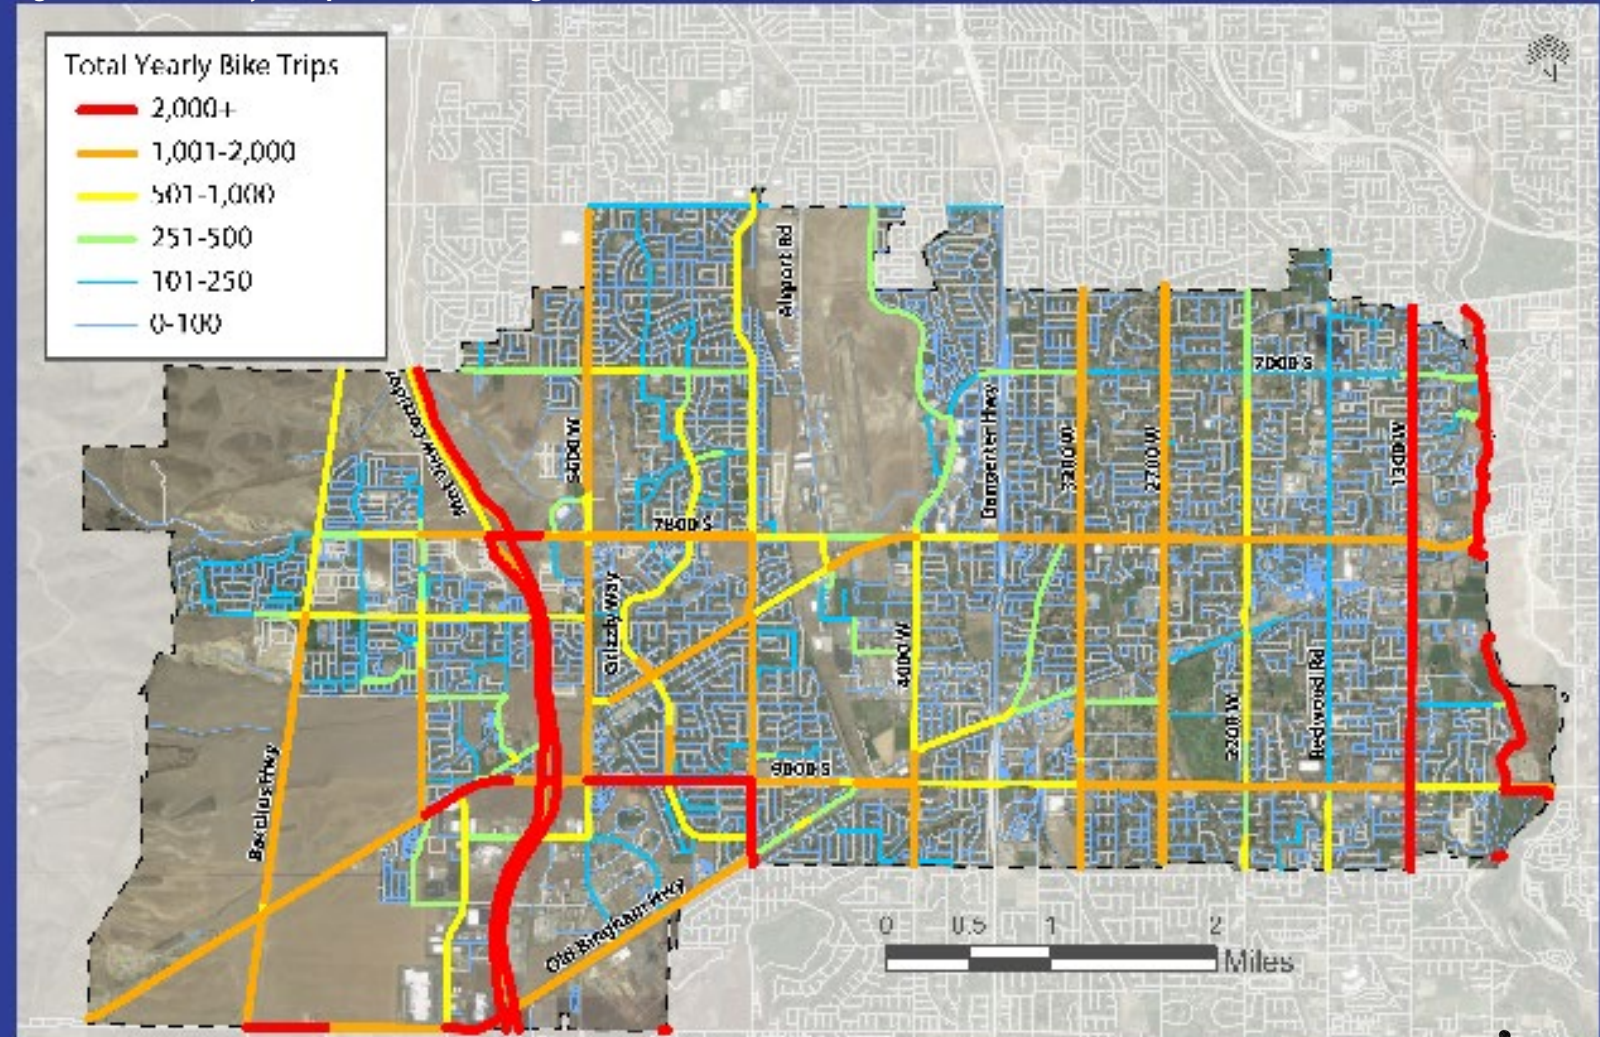 Total Yearly Bike Trips
2,000+
1,001-2,000
501-1,000
251-500
101-250
0-100
Airport Rd
7000 S
5600 W
Bangerter Hwy
3200 W
2700 W
1300 W
7800 S
Grizzly Way
4000 W
2200 W
Redwood Rd
9000 S
Bacchus Hwy
Old Bingham Hwy
0 0.5 1 2
Miles